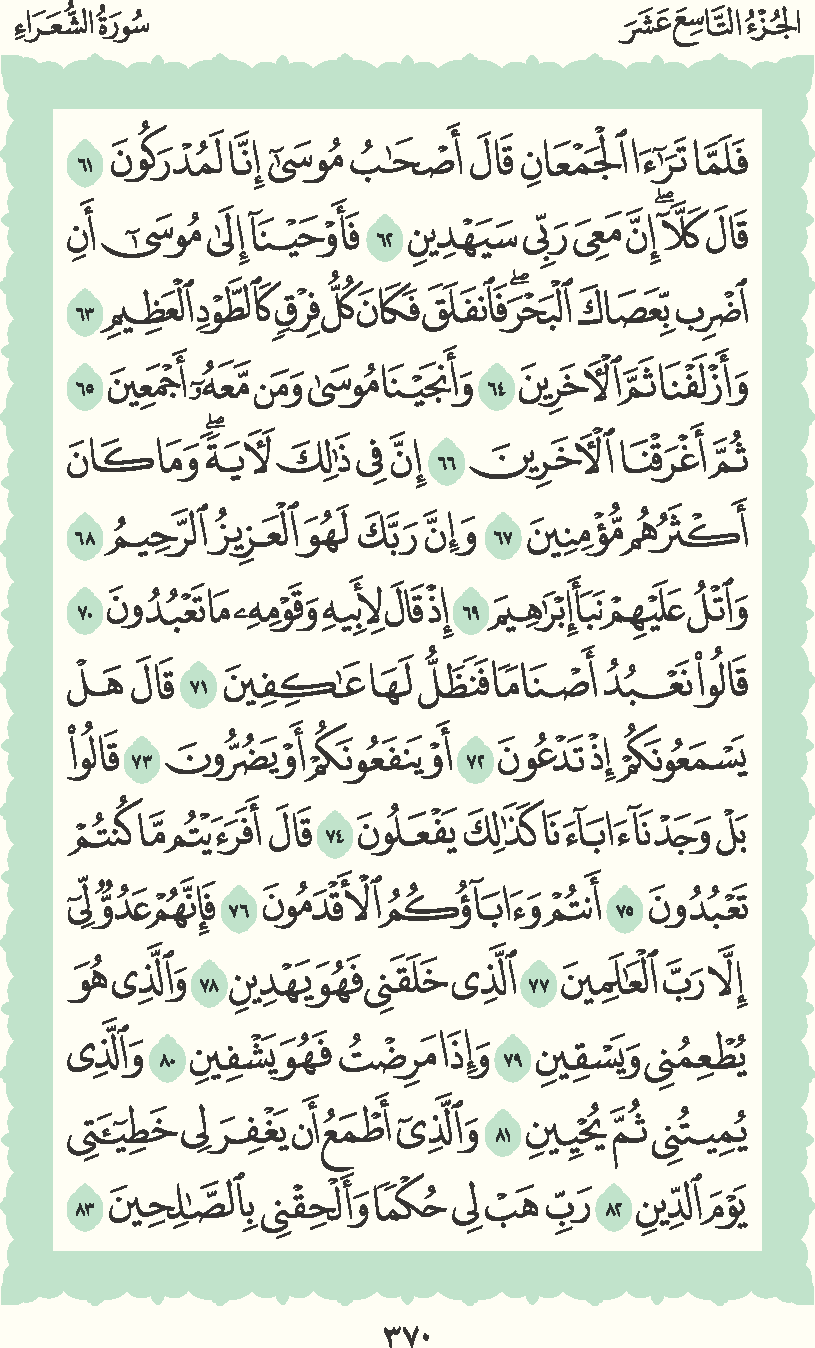 الجُزْءُ التَّاسِعَ عَشَرَ
سُورَةُ الشُّعَرَاءِ
فَلَمَّا تَرَٰٓءَا ٱلْجَمْعَانِ قَالَ أَصْحَٰبُ مُوسَىٰٓ إِنَّا لَمُدْرَكُونَ ٦١
قَالَ كَلَّآ ۖ إِنَّ مَعِىَ رَبِّى سَيَهْدِينِ ٦٢ فَأَوْحَيْنَآ إِلَىٰ مُوسَىٰٓ أَنِ
ٱضْرِب بِّعَصَاكَ ٱلْبَحْرَ ۖ فَٱنفَلَقَ فَكَانَ كُلُّ فِرْقٍ كَٱلطَّوْدِ ٱلْعَظِيمِ ٦٣
وَأَزْلَفْنَا ثَمَّ ٱلْأَخَرِينَ ٦٤ وَأَنجَيْنَا مُوسَىٰ وَمَن مَّعَهُۥٓ أَجْمَعِينَ ٦٥
ثُمَّ أَغْرَقْنَا ٱلْأَخَرِينَ ٦٦ إِنَّ فِى ذَٰلِكَ لَأَيَةً ۖ وَمَا كَانَ
أَكْثَرُهُم مُّؤْمِنِينَ ٦٧ وَإِنَّ رَبَّكَ لَهُوَ ٱلْعَزِيزُ ٱلرَّحِيمُ ٦٨
وَٱتْلُ عَلَيْهِمْ نَبَأَ إِبْرَٰهِيمَ ٦٩ إِذْ قَالَ لِأَبِيهِ وَقَوْمِهِۦ مَا تَعْبُدُونَ ٧٠
قَالُوا۟ نَعْبُدُ أَصْنَامًا فَنَظَلُّ لَهَا عَٰكِفِينَ ٧١ قَالَ هَلْ
يَسْمَعُونَكُمْ إِذْ تَدْعُونَ ٧٢ أَوْ يَنفَعُونَكُمْ أَوْ يَضُرُّونَ ٧٣ قَالُوا۟
بَلْ وَجَدْنَآ ءَابَآءَنَا كَذَٰلِكَ يَفْعَلُونَ ٧٤ قَالَ أَفَرَءَيْتُم مَّا كُنتُمْ
تَعْبُدُونَ ٧٥ أَنتُمْ وَءَابَآؤُكُمُ ٱلْأَقْدَمُونَ ٧٦ فَإِنَّهُمْ عَدُوٌّ لِّىٓ
إِلَّا رَبَّ ٱلْعَٰلَمِينَ ٧٧ ٱلَّذِى خَلَقَنِى فَهُوَ يَهْدِينِ ٧٨ وَٱلَّذِى هُوَ
يُطْعِمُنِى وَيَسْقِينِ ٧٩ وَإِذَا مَرِضْتُ فَهُوَ يَشْفِينِ ٨٠ وَٱلَّذِى
يُمِيتُنِى ثُمَّ يُحْيِينِ ٨١ وَٱلَّذِىٓ أَطْمَعُ أَن يَغْفِرَ لِى خَطِيٓـَٔتِى
يَوْمَ ٱلدِّينِ ٨٢ رَبِّ هَبْ لِى حُكْمًا وَأَلْحِقْنِى بِٱلصَّٰلِحِينَ ٨٣
٣٧٠